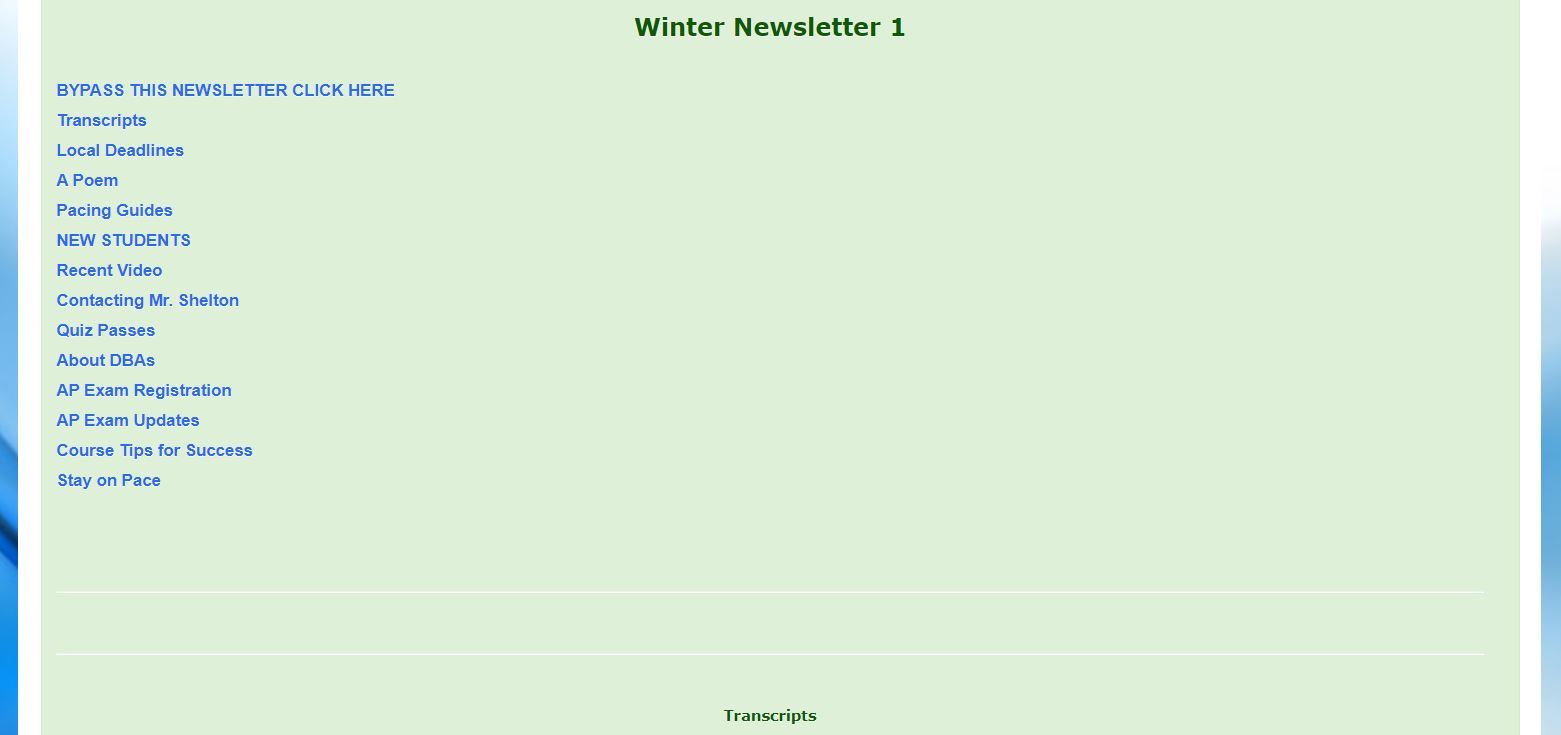 Winter Newsletter 1
BYPASS THIS NEWSLETTER CLICK HERE
Transcripts
Local Deadlines
A Poem
Pacing Guides
NEW STUDENTS
Recent Video
Contacting Mr. Shelton
Quiz Passes
About DBAs
AP Exam Registration
AP Exam Updates
Course Tips for Success
Stay on Pace
Transcripts